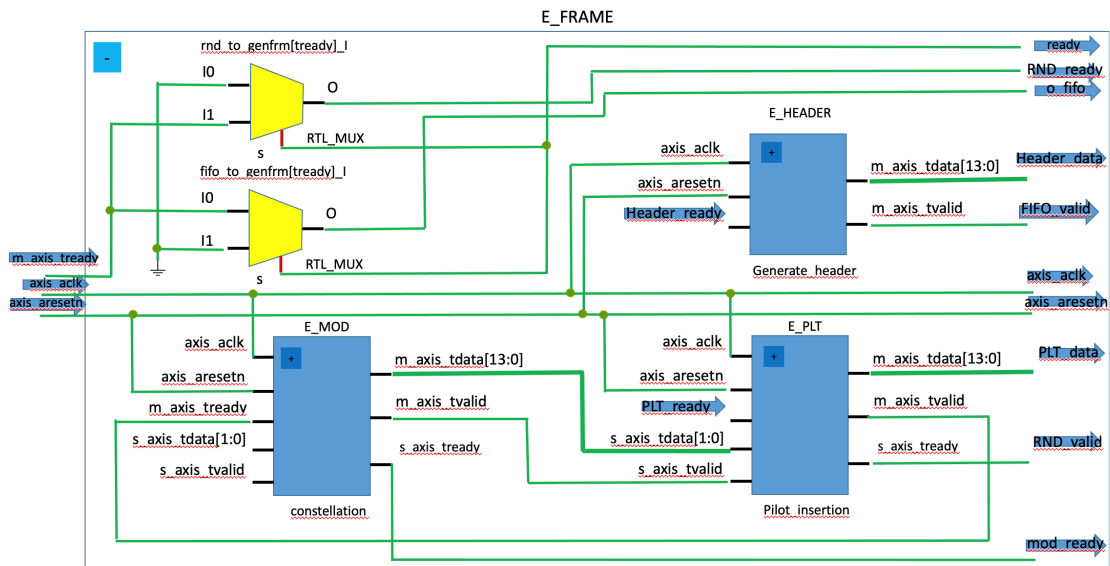 E_FRAME
-
rnd_to_genfrm[tready]_I
ready
I0
RND_ready
O
o_fifo
I1
E_HEADER
RTL_MUX
axis_aclk
+
Header_data
s
m_axis_tdata[13:0]
fifo_to_genfrm[tready]_I
axis_aresetn
I0
Header_ready
m_axis_tvalid
FIFO_valid
O
I1
m_axis_tready
RTL_MUX
Generate_header
s
axis_aclk
axis_aclk
axis_aresetn
axis_aresetn
E_MOD
E_PLT
axis_aclk
+
axis_aclk
+
m_axis_tdata[13:0]
m_axis_tdata[13:0]
PLT_data
axis_aresetn
axis_aresetn
m_axis_tready
m_axis_tvalid
PLT_ready
m_axis_tvalid
s_axis_tdata[1:0]
s_axis_tready
s_axis_tdata[1:0]
s_axis_tready
RND_valid
s_axis_tvalid
s_axis_tvalid
constellation
Pilot_insertion
mod_ready